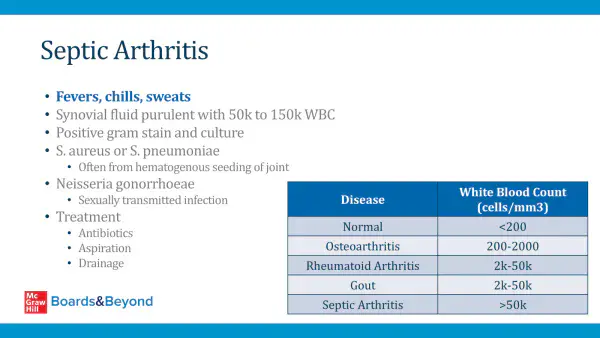 Septic Arthritis
• Fevers, chills, sweats
• Synovial fluid purulent with 50k to 150k WBC
• Positive gram stain and culture
• S. aureus or S. pneumoniae
• Often from hematogenous seeding of joint
• Neisseria gonorrhoeae
• Sexually transmitted infection
• Treatment
• Antibiotics
• Aspiration
• Drainage
Disease White Blood Count
(cells/mm3)
Normal <200
Osteoarthritis 200-2000
Rheumatoid Arthritis 2k-50k
Gout 2k-50k
Septic Arthritis >50k
Mc
Graw
Hill
Boards&Beyond